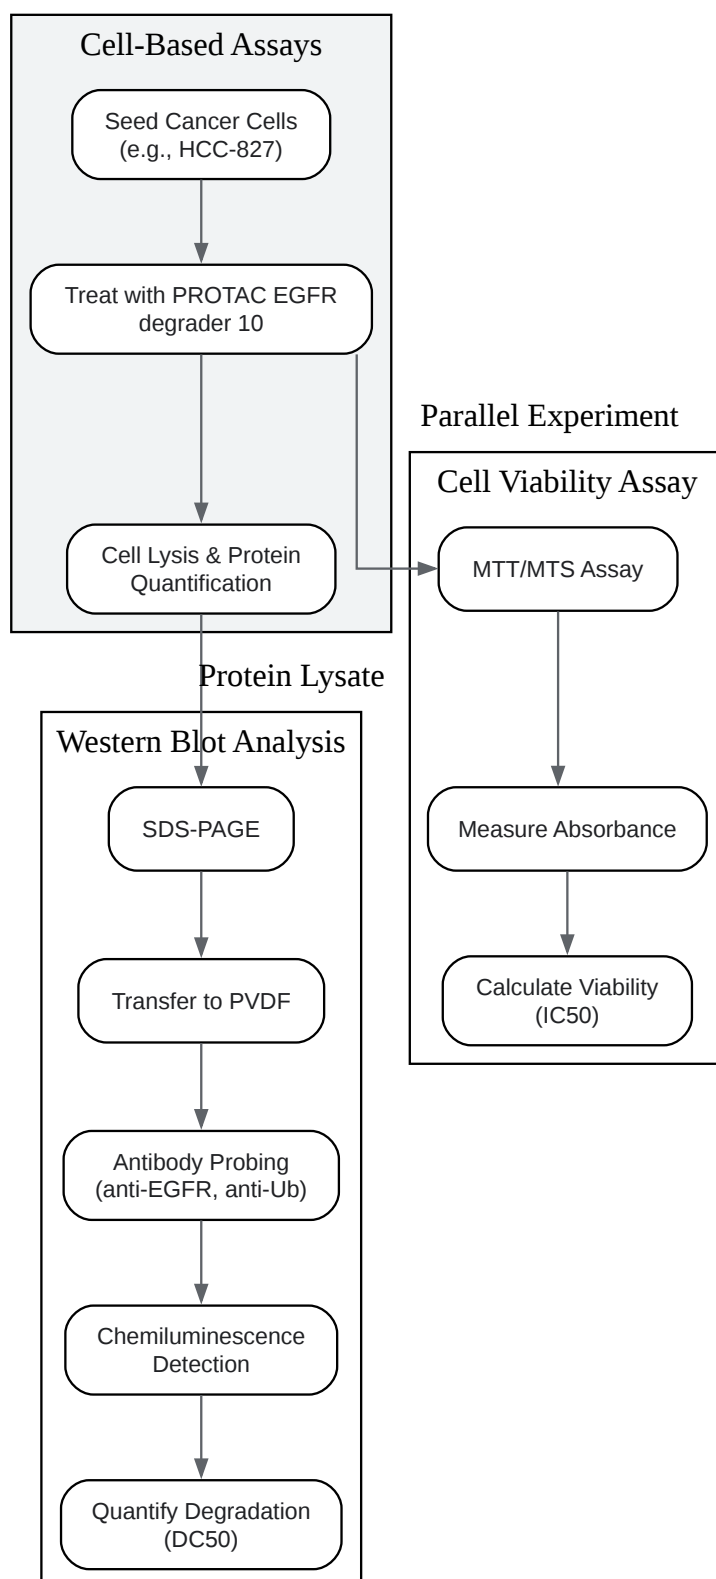 Cell-Based Assays
Seed Cancer Cells
(e.g., HCC-827)
Treat with PROTAC EGFR
degrader 10
Cell Lysis & Protein
Quantification
Protein Lysate
Western Blot Analysis
SDS-PAGE
Transfer to PVDF
Antibody Probing
(anti-EGFR, anti-Ub)
Chemiluminescence
Detection
Quantify Degradation
(DC50)
Parallel Experiment
Cell Viability Assay
MTT/MTS Assay
Measure Absorbance
Calculate Viability
(IC50)